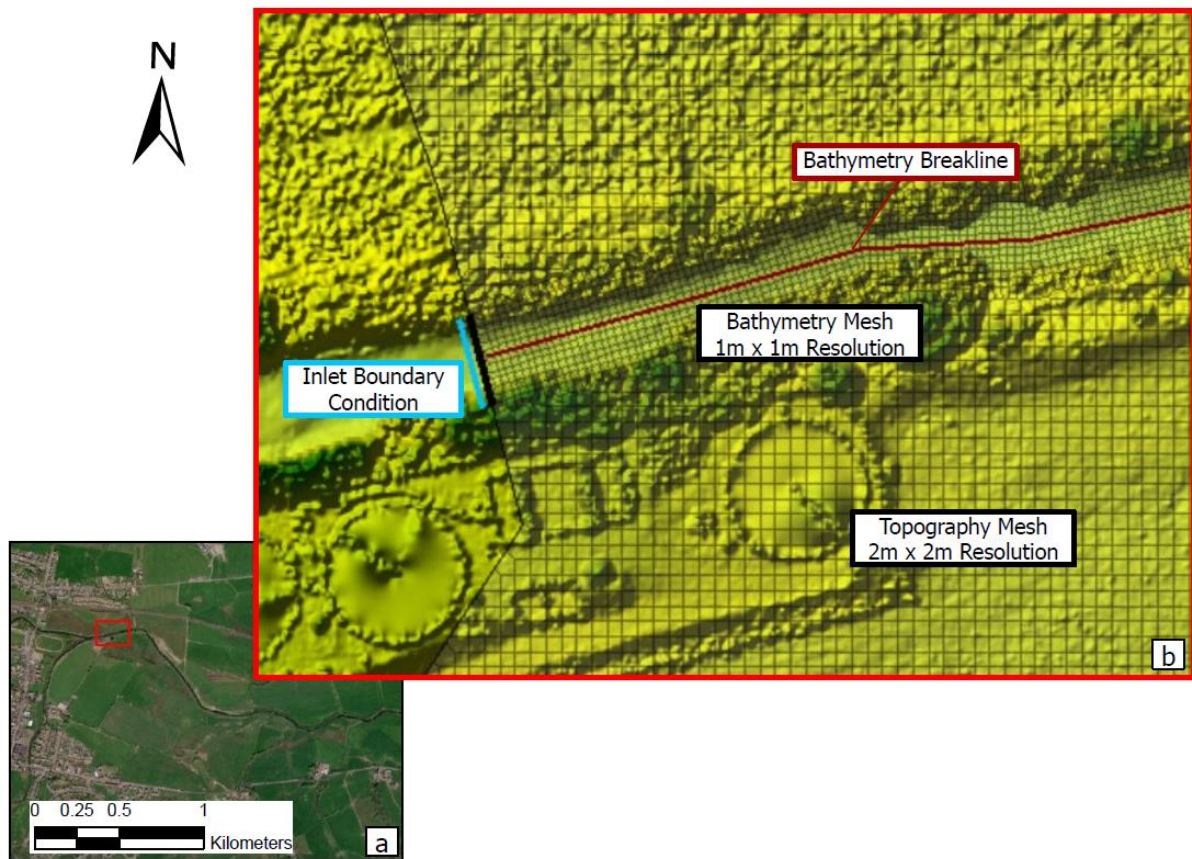 N
Bathymetry Breakline
Bathymetry Mesh
1m x 1m Resolution
Inlet Boundary
Condition
Topography Mesh
2m x 2m Resolution
b
0 0.25 0.5 1
Kilometers
a